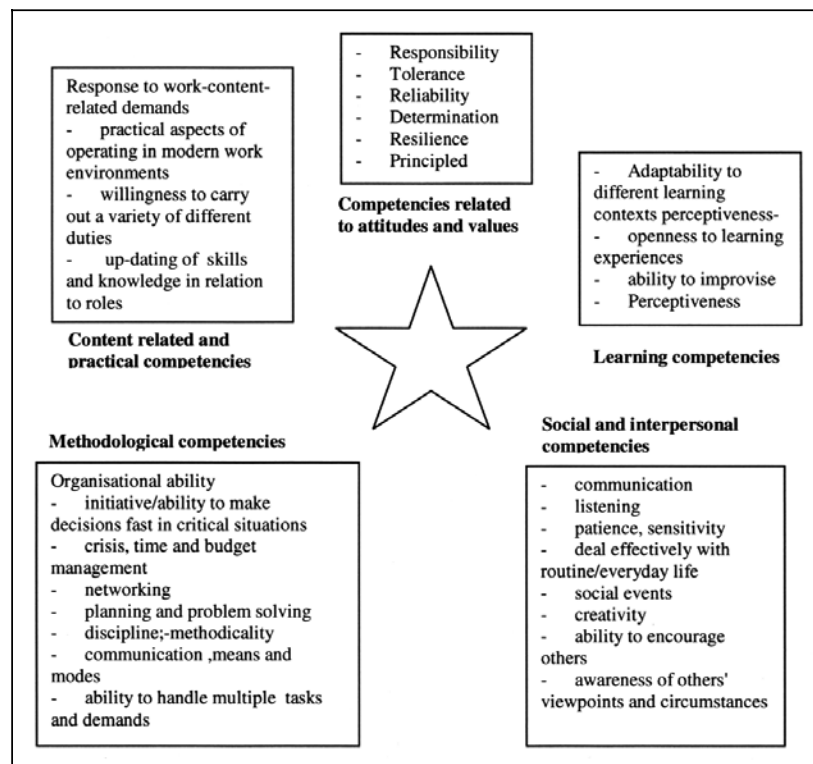 - Responsibility
- Tolerance
- Reliability
- Determination
- Resilience
- Principled
Competencies related
to attitudes and values
Response to work-content-
related demands
- practical aspects of
operating in modern work
environments
- willingness to carry
out a variety of different
duties
- up-dating of skills
and knowledge in relation
to roles
Content related and
practical competencies
- Adaptability to
different learning
contexts perceptiveness-
- openness to learning
experiences
- ability to improvise
- Perceptiveness
Learning competencies
Methodological competencies
Organisational ability
- initiative/ability to make
decisions fast in critical situations
- crisis, time and budget
management
- networking
- planning and problem solving
- discipline;-methodicality
- communication ,means and
modes
- ability to handle multiple tasks
and demands
Social and interpersonal
competencies
- communication
- listening
- patience, sensitivity
- deal effectively with
routine/everyday life
- social events
- creativity
- ability to encourage
others
- awareness of others'
viewpoints and circumstances